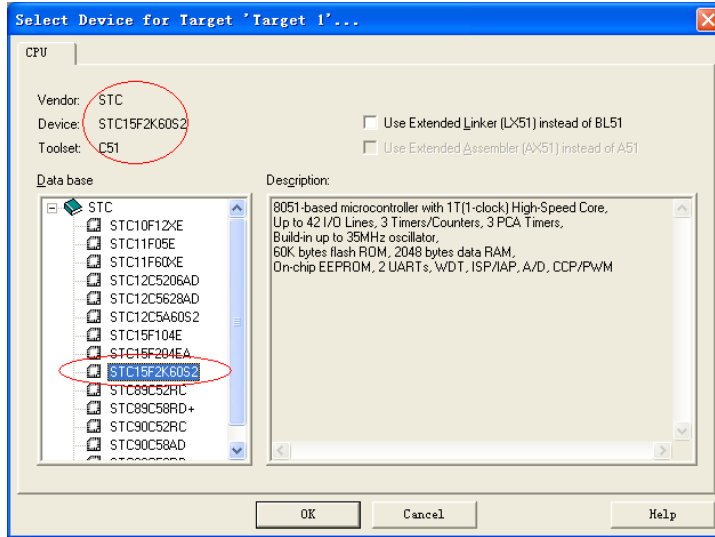 Select Device for Target 'Target 1'...
CPU
Vendor: STC
Device: STC15F2K60S2
Toolset: C51
Use Extended Linker (LX51) instead of BL51
Use Extended Assembler (AX51) instead of A51
Data base
Description:
STC
STC10F12XE
STC11F05E
STC11F60XE
STC12C5206AD
STC12C5628AD
STC12C5A60S2
STC15F104E
STC15F204EA
STC15F2K60S2
STC89C52RC
STC89C58RD+
STC90C52RC
STC90C58AD
8051-based microcontroller with 1T(1-clock) High-Speed Core,
Up to 42 I/O Lines, 3 Timers/Counters, 3 PCA Timers,
Build-in up to 35MHz oscillator,
60K bytes flash ROM, 2048 bytes data RAM,
On-chip EEPROM, 2 UARTs, WDT, ISP/IAP, A/D, CCP/PWM
OK
Cancel
Help